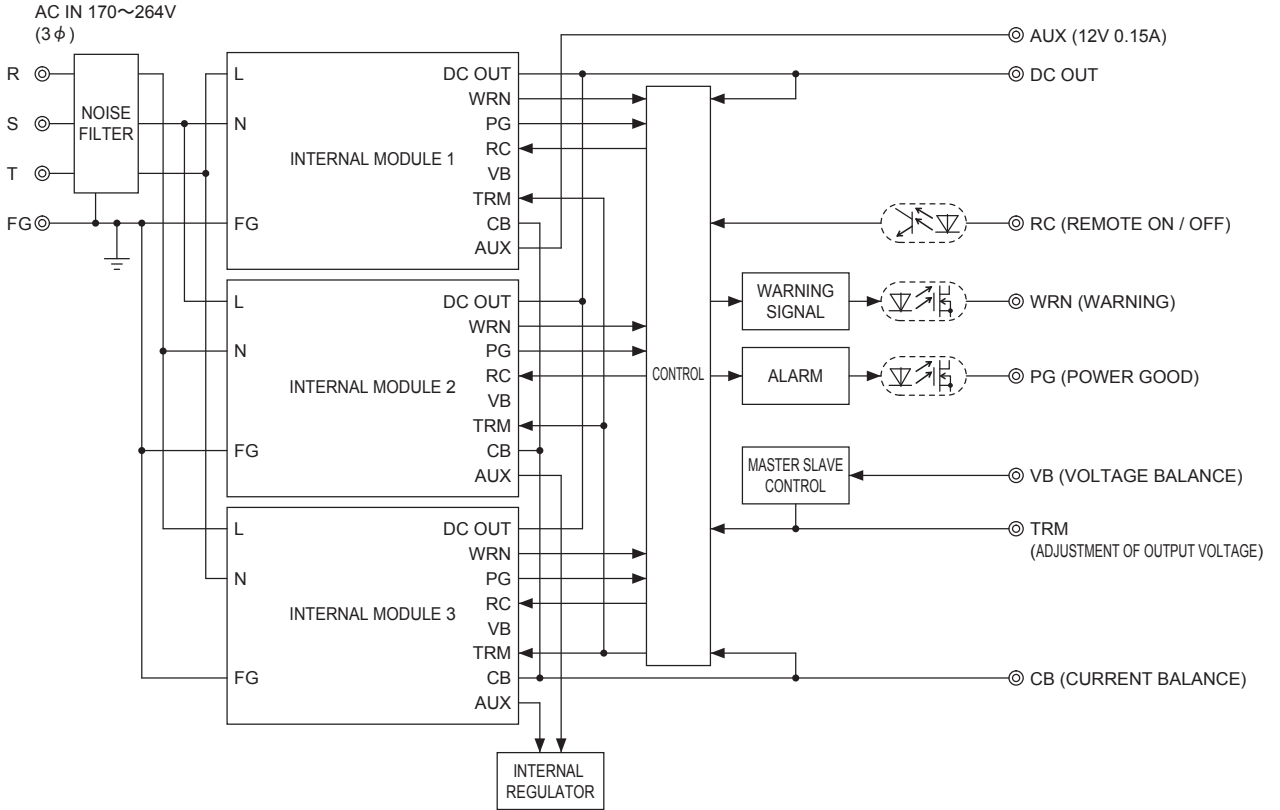 AC IN 170～264V
(3φ)
R
S
T
FG
NOISE
FILTER
L
N
FG
INTERNAL MODULE 1
DC OUT
WRN
PG
RC
VB
TRM
CB
AUX
L
N
FG
INTERNAL MODULE 2
DC OUT
WRN
PG
RC
VB
TRM
CB
AUX
L
N
FG
INTERNAL MODULE 3
DC OUT
WRN
PG
RC
VB
TRM
CB
AUX
INTERNAL
REGULATOR
CONTROL
WARNING
SIGNAL
ALARM
MASTER SLAVE
CONTROL
AUX (12V 0.15A)
DC OUT
RC (REMOTE ON / OFF)
WRN (WARNING)
PG (POWER GOOD)
VB (VOLTAGE BALANCE)
TRM
(ADJUSTMENT OF OUTPUT VOLTAGE)
CB (CURRENT BALANCE)